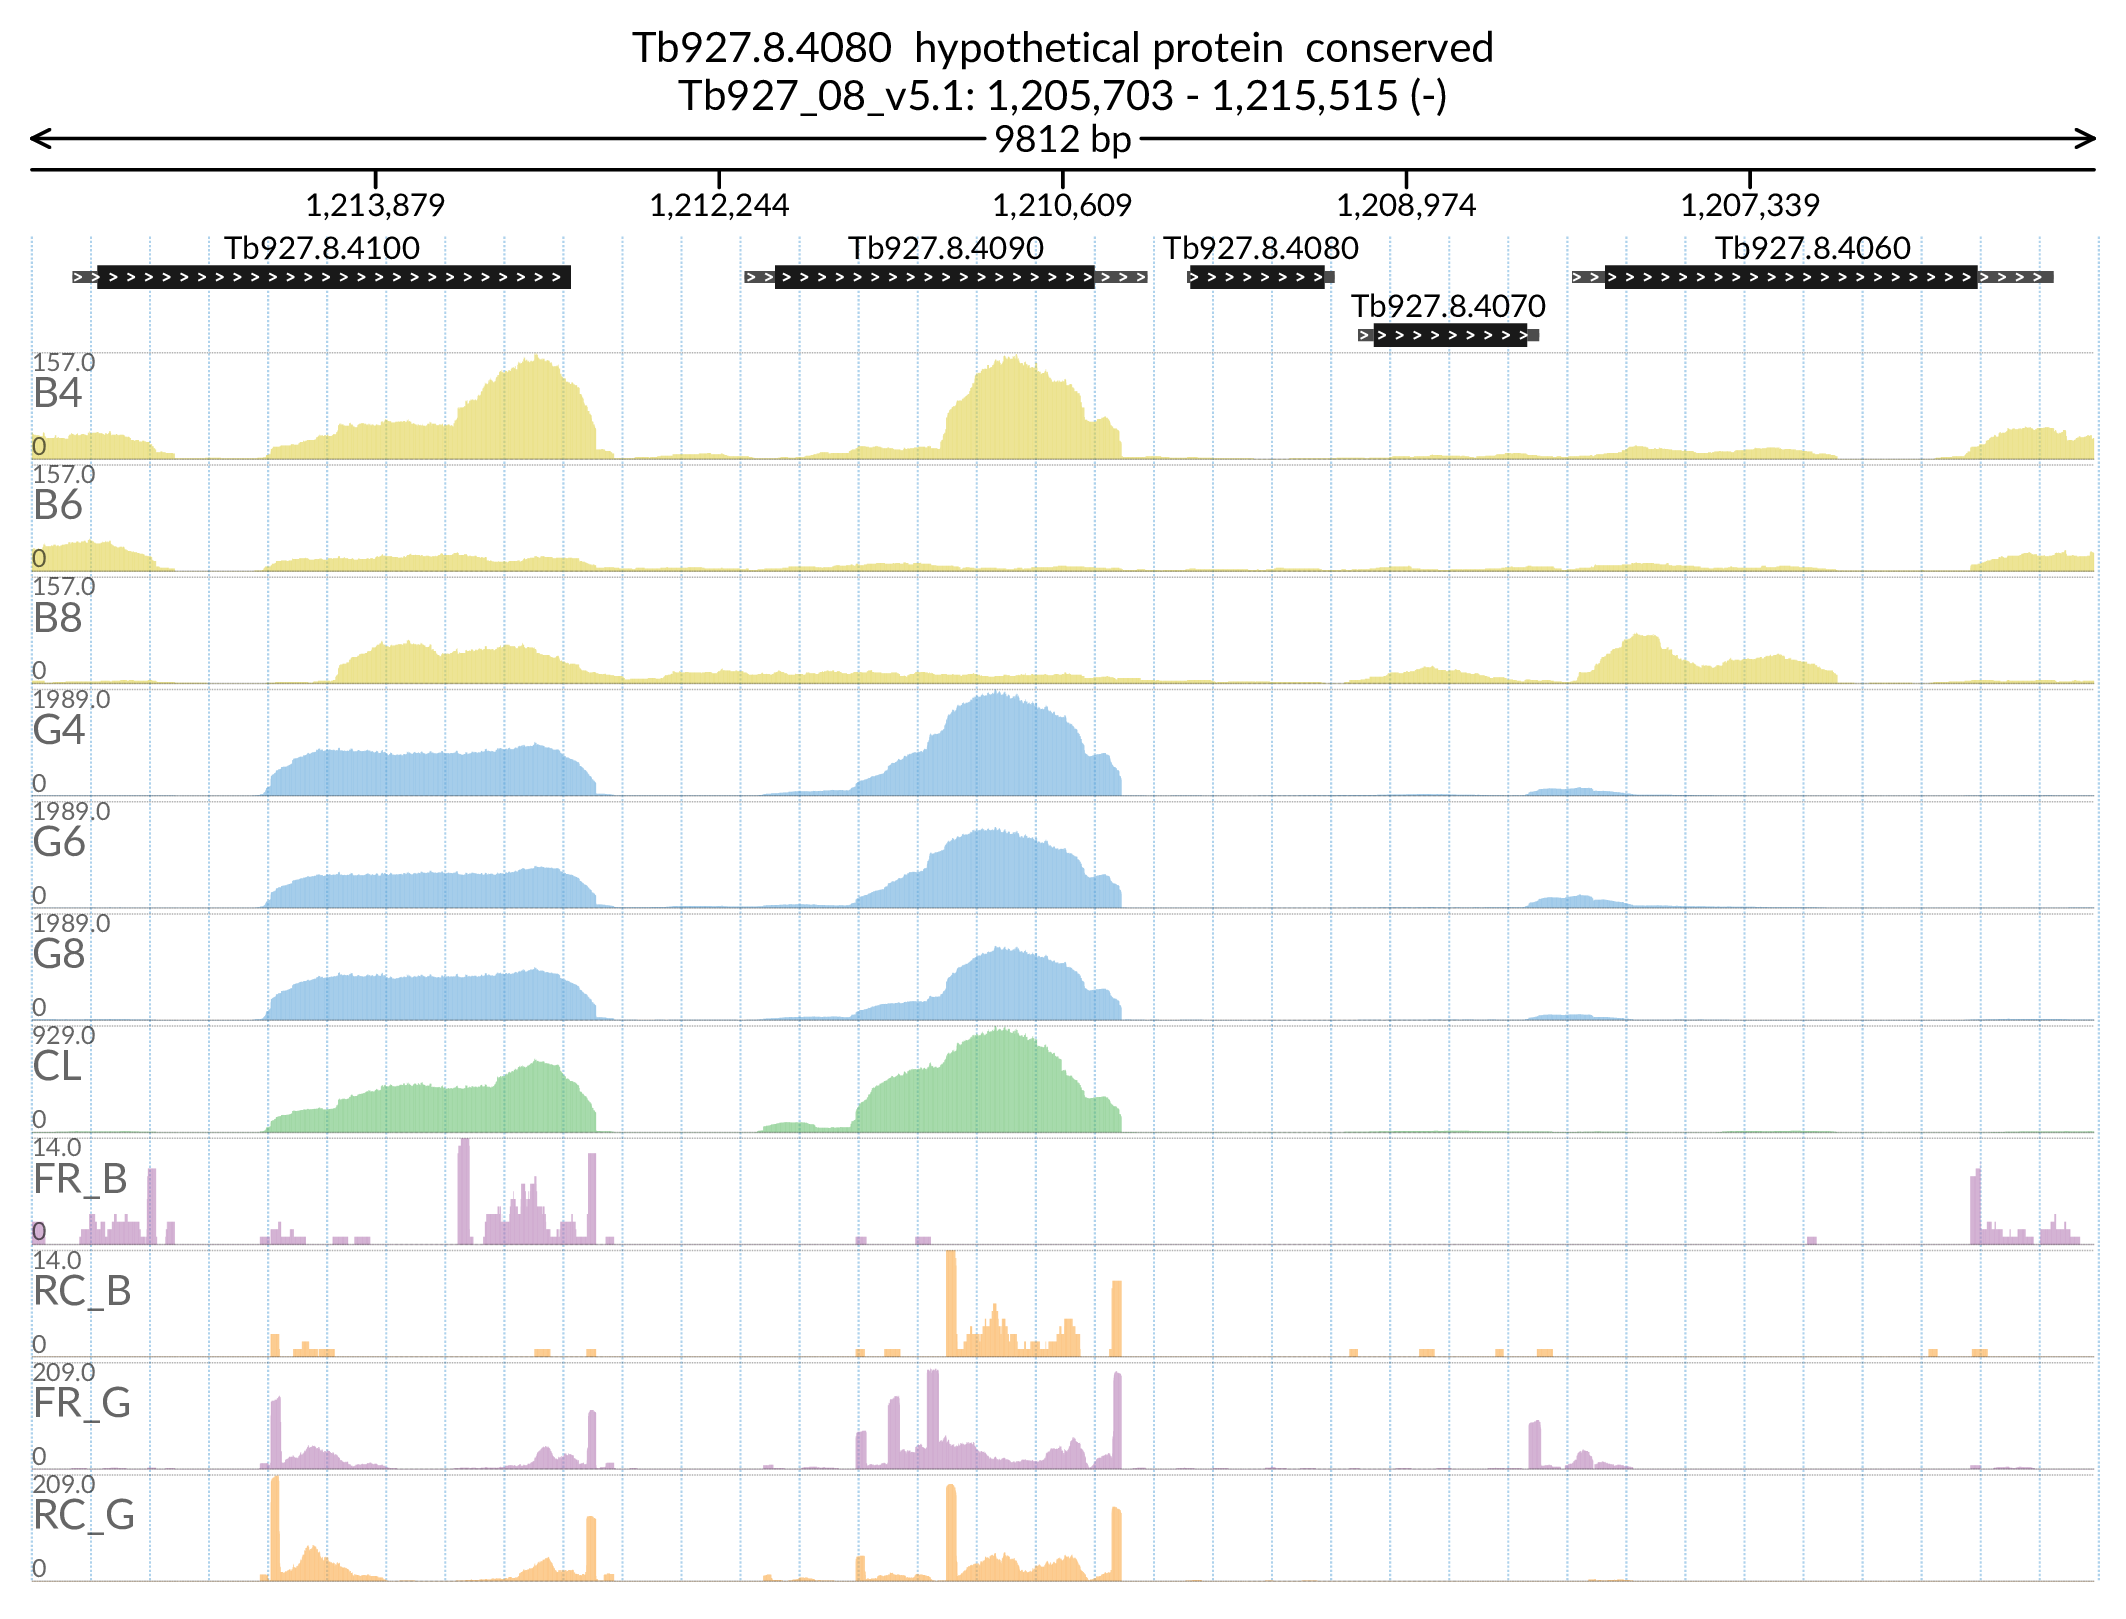 Tb927.8.4080  hypothetical protein  conserved
Tb927_08_v5.1: 1,205,703 - 1,215,515 (-)
9812 bp
1,213,879 1,212,244 1,210,609 1,208,974 1,207,339
Tb927.8.4100 Tb927.8.4090 Tb927.8.4080 Tb927.8.4060
Tb927.8.4070
157.0
B4
0
157.0
B6
0
157.0
B8
0
1989.0
G4
0
1989.0
G6
0
1989.0
G8
0
929.0
CL
0
14.0
FR_B
0
14.0
RC_B
0
209.0
FR_G
0
209.0
RC_G
0